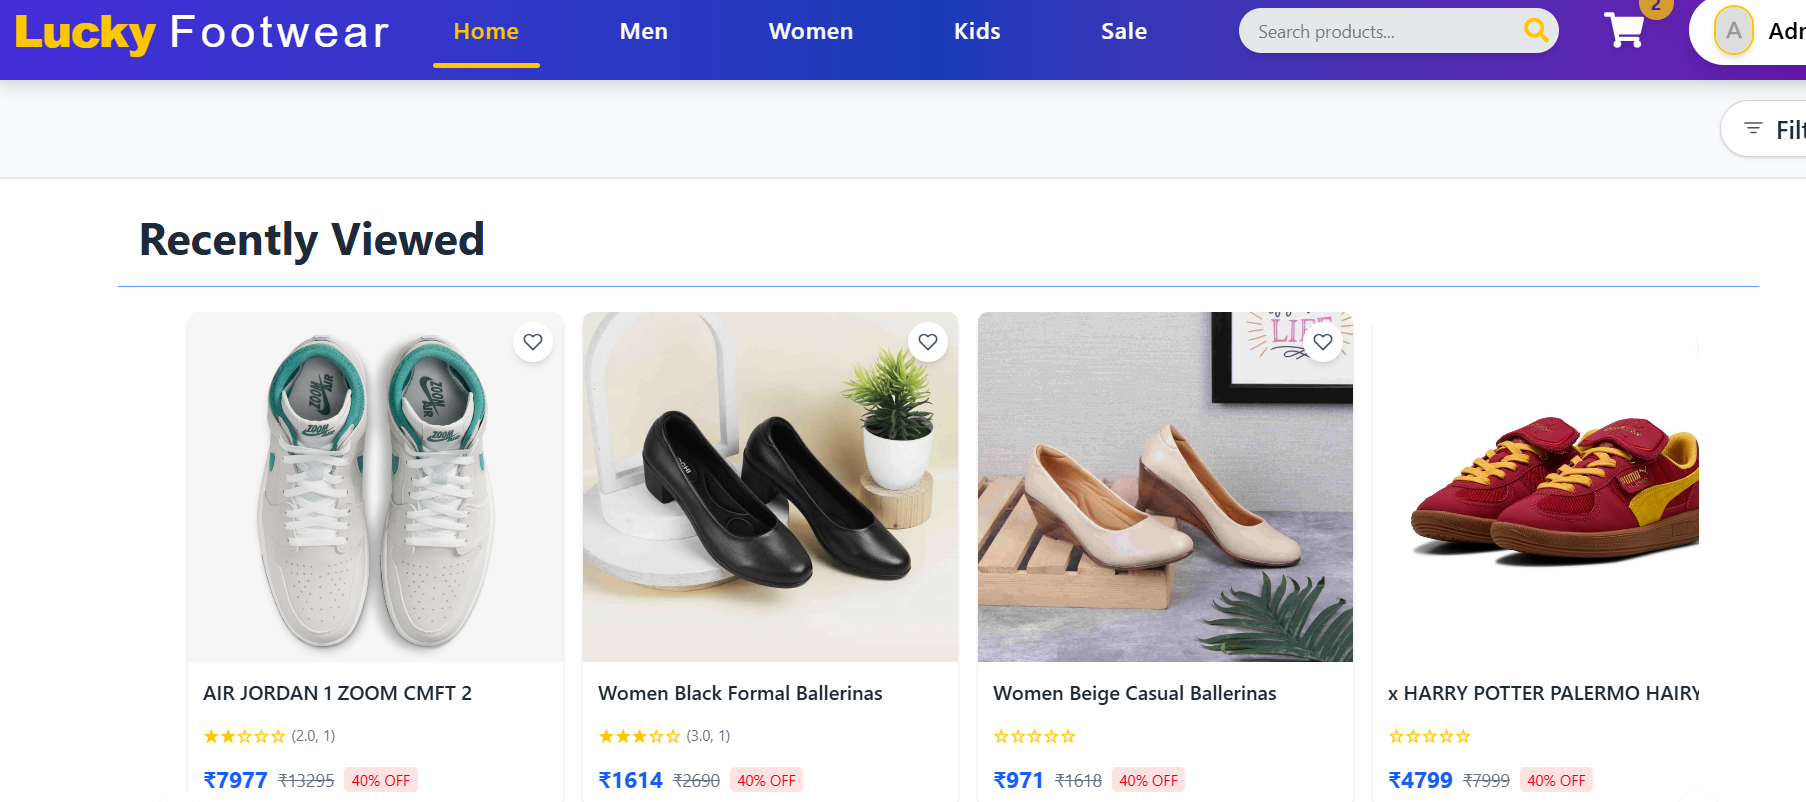 Lucky Footwear
Home
Men
Women
Kids
Sale
Search products...
2
A
Adm
Filt
Recently Viewed
LIFE
AIR JORDAN 1 ZOOM CMFT 2
Women Black Formal Ballerinas
Women Beige Casual Ballerinas
x HARRY POTTER PALERMO HAIRY
(2.0, 1)
(3.0, 1)
₹7977 ₹13295 40% OFF
₹1614 ₹2690 40% OFF
₹971 ₹1618 40% OFF
₹4799 ₹7999 40% OFF